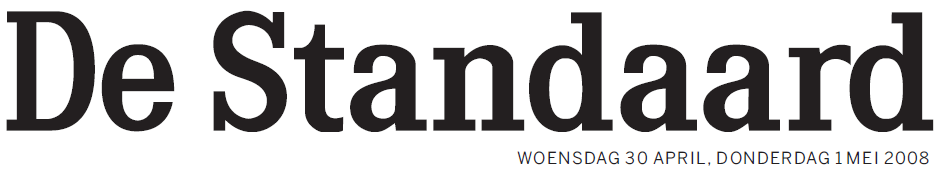 De Standaard
WOENSDAG 30 APRIL, DONDERDAG 1 MEI 2008